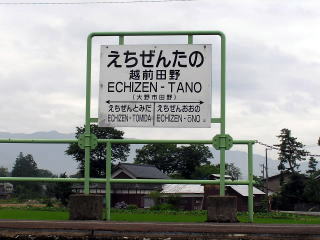 えちぜんたの
越前田野
ECHIZEN-TANO
(大野市田野)
えちぜんとみだ えちぜんおおの
ECHIZEN-TOMIDA ECHIZEN-ŌNO